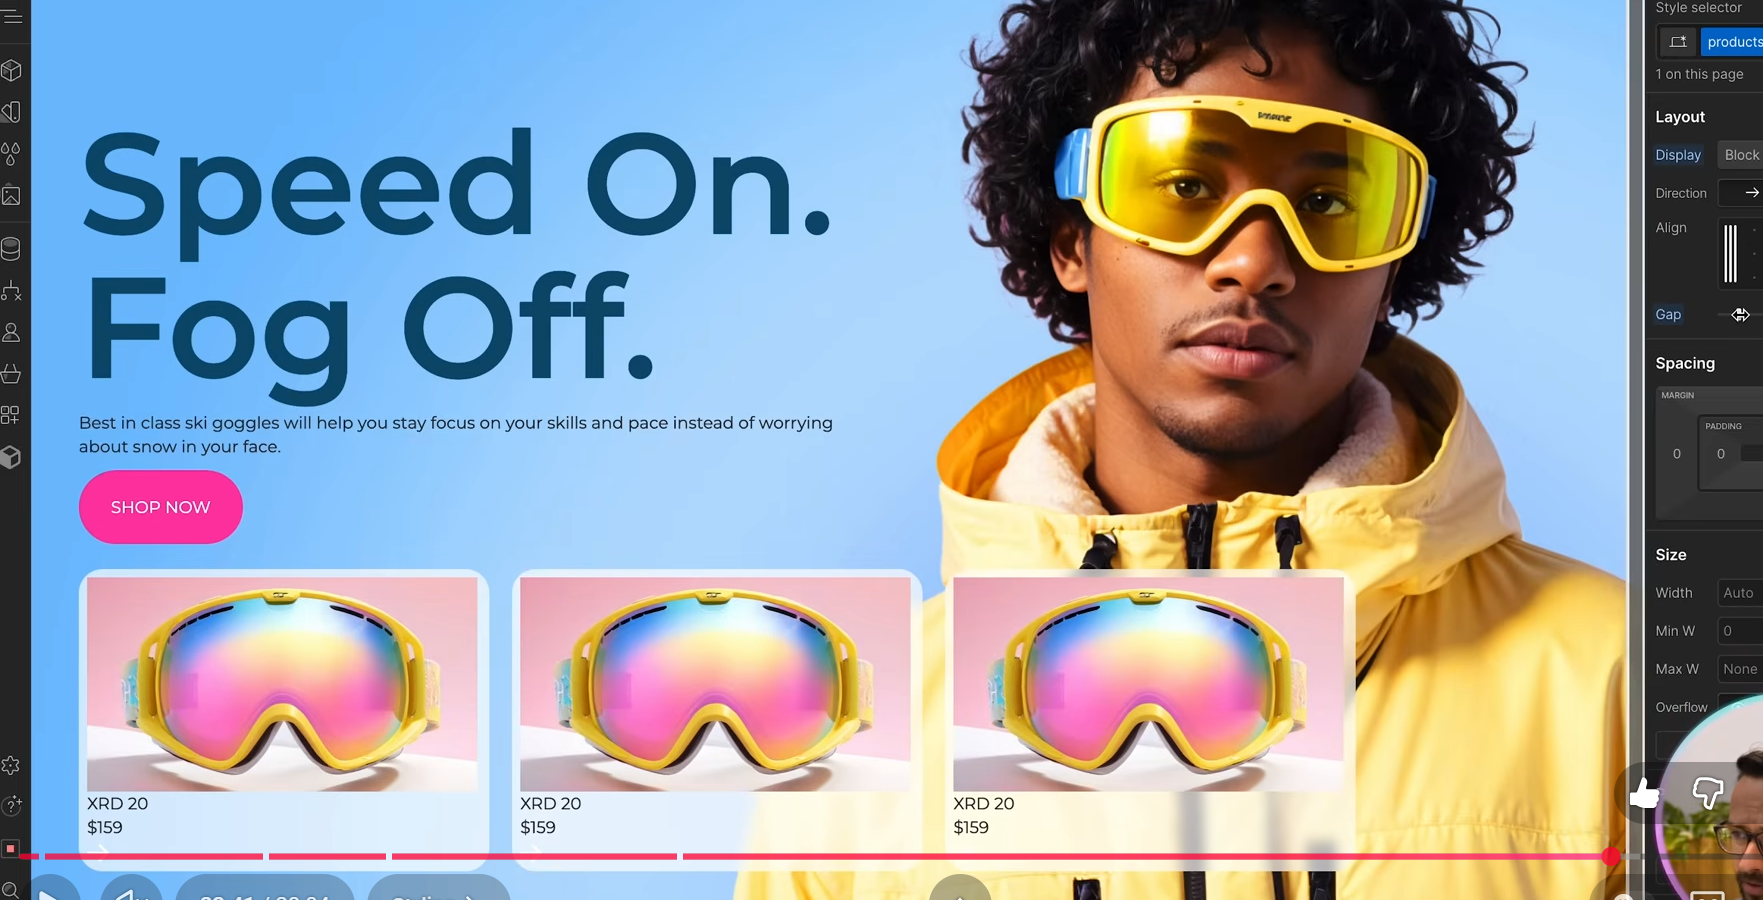 Style selector
products
1 on this page
Layout
Display
Block
Direction
Align
Gap
Spacing
MARGIN
PADDING
0
0
Size
Width
Auto
Min W
0
Max W
None
Overflow
Speed On.
Fog Off.
Best in class ski goggles will help you stay focus on your skills and pace instead of worrying
about snow in your face.
SHOP NOW
XRD 20
$159
XRD 20
$159
XRD 20
$159